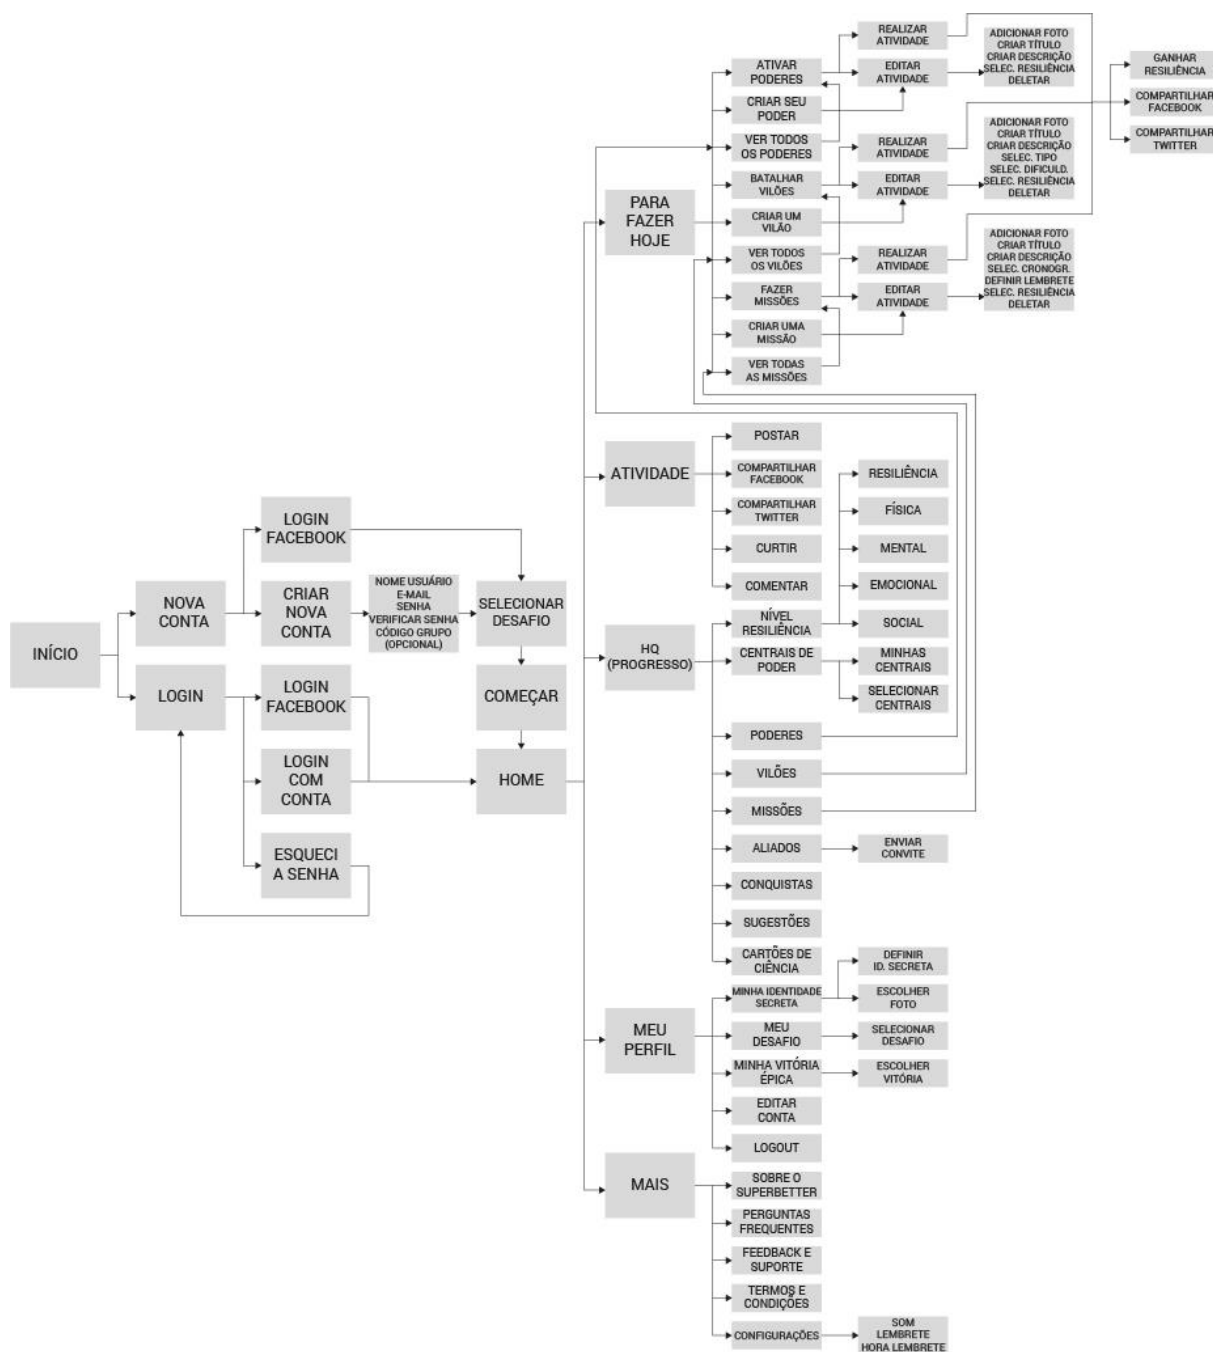 INÍCIO
NOVA
CONTA
LOGIN
LOGIN
FACEBOOK
CRIAR
NOVA
CONTA
LOGIN
FACEBOOK
LOGIN
COM
CONTA
ESQUECI
A SENHA
NOME USUÁRIO
E-MAIL
SENHA
VERIFICAR SENHA
CÓDIGO GRUPO
(OPCIONAL)
SELECIONAR
DESAFIO
COMEÇAR
HOME
PARA
FAZER
HOJE
ATIVAR
PODERES
CRIAR SEU
PODER
VER TODOS
OS PODERES
BATALHAR
VILÕES
CRIAR UM
VILÃO
VER TODOS
OS VILÕES
FAZER
MISSÕES
CRIAR UMA
MISSÃO
VER TODAS
AS MISSÕES
REALIZAR
ATIVIDADE
EDITAR
ATIVIDADE
REALIZAR
ATIVIDADE
EDITAR
ATIVIDADE
REALIZAR
ATIVIDADE
EDITAR
ATIVIDADE
ADICIONAR FOTO
CRIAR TÍTULO
CRIAR DESCRIÇÃO
SELEC. RESILIÊNCIA
DELETAR
ADICIONAR FOTO
CRIAR TÍTULO
CRIAR DESCRIÇÃO
SELEC. TIPO
SELEC. DIFICULD.
SELEC. RESILIÊNCIA
DELETAR
ADICIONAR FOTO
CRIAR TÍTULO
CRIAR DESCRIÇÃO
SELEC. CRONOGR.
DEFINIR LEMBRETE
SELEC. RESILIÊNCIA
DELETAR
GANHAR
RESILIÊNCIA
COMPARTILHAR
FACEBOOK
COMPARTILHAR
TWITTER
ATIVIDADE
POSTAR
COMPARTILHAR
FACEBOOK
COMPARTILHAR
TWITTER
CURTIR
COMENTAR
HQ
(PROGRESSO)
NÍVEL
RESILIÊNCIA
CENTRAIS
DE PODER
PODERES
VILÕES
MISSÕES
ALIADOS
CONQUISTAS
SUGESTÕES
CARTÕES DE
CIÊNCIA
RESILIÊNCIA
FÍSICA
MENTAL
EMOCIONAL
SOCIAL
MINHAS
CENTRAIS
SELECIONAR
CENTRAIS
ENVIAR
CONVITE
MEU
PERFIL
MINHA IDENTIDADE
SECRETA
MEU
DESAFIO
MINHA VITÓRIA
ÉPICA
EDITAR
CONTA
LOGOUT
DEFINIR
ID. SECRETA
ESCOLHER
FOTO
SELECIONAR
DESAFIO
ESCOLHER
VITÓRIA
MAIS
SOBRE O
SUPERBETTER
PERGUNTAS
FREQUENTES
FEEDBACK E
SUPORTE
TERMOS E
CONDIÇÕES
CONFIGURAÇÕES
SOM
LEMBRETE
HORA LEMBRETE